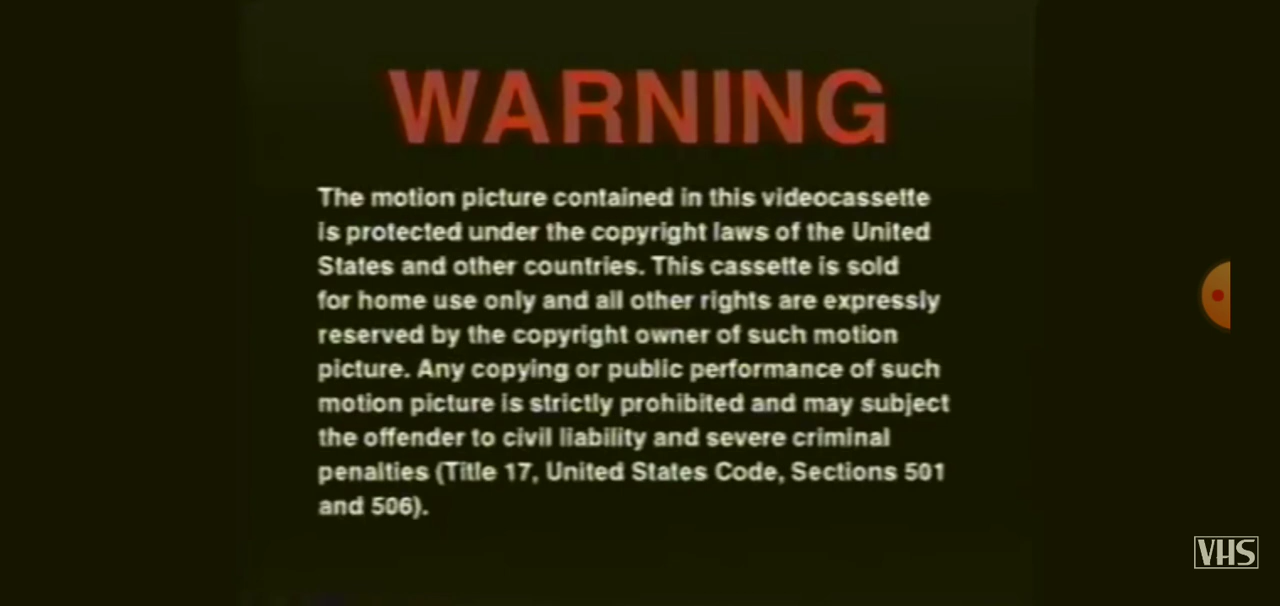 WARNING
The motion picture contained in this videocassette
is protected under the copyright laws of the United
States and other countries. This cassette is sold
for home use only and all other rights are expressly
reserved by the copyright owner of such motion
picture. Any copying or public performance of such
motion picture is strictly prohibited and may subject
the offender to civil liability and severe criminal
penalties (Title 17, United States Code, Sections 501
and 506).
VHS